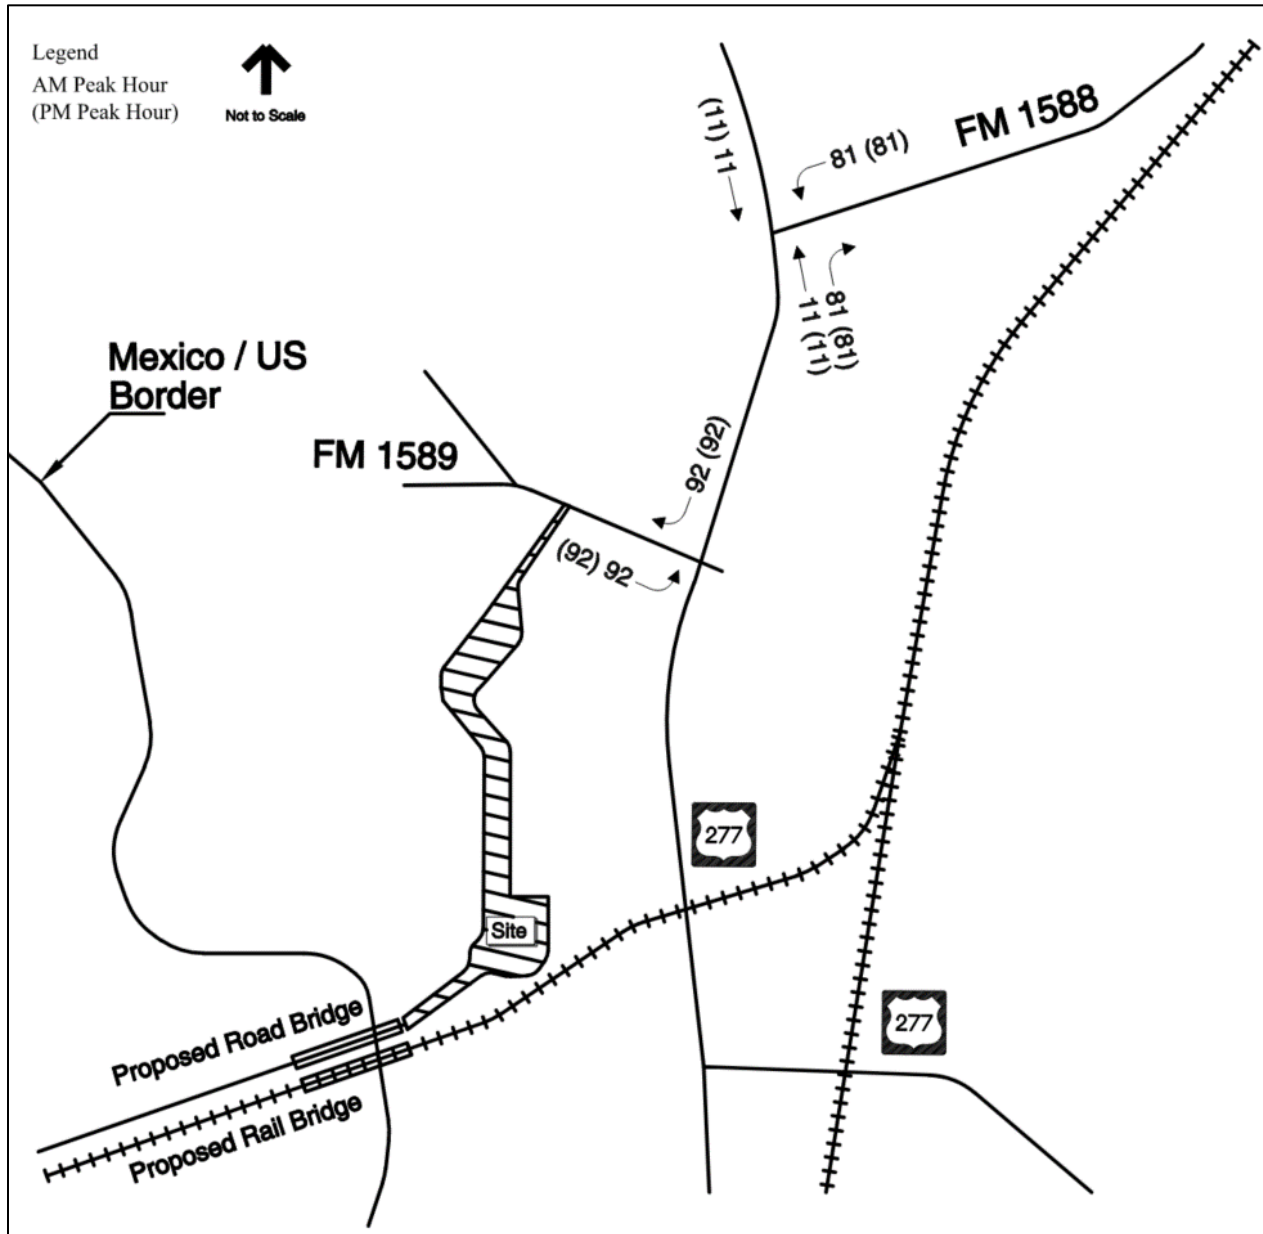 Legend
AM Peak Hour
(PM Peak Hour)
Not to Scale
(11) 11
81 (81)
FM 1588
81 (81)
11 (11)
Mexico / US
Border
FM 1589
92 (92)
(92) 92
277
Site
277
Proposed Road Bridge
Proposed Rail Bridge